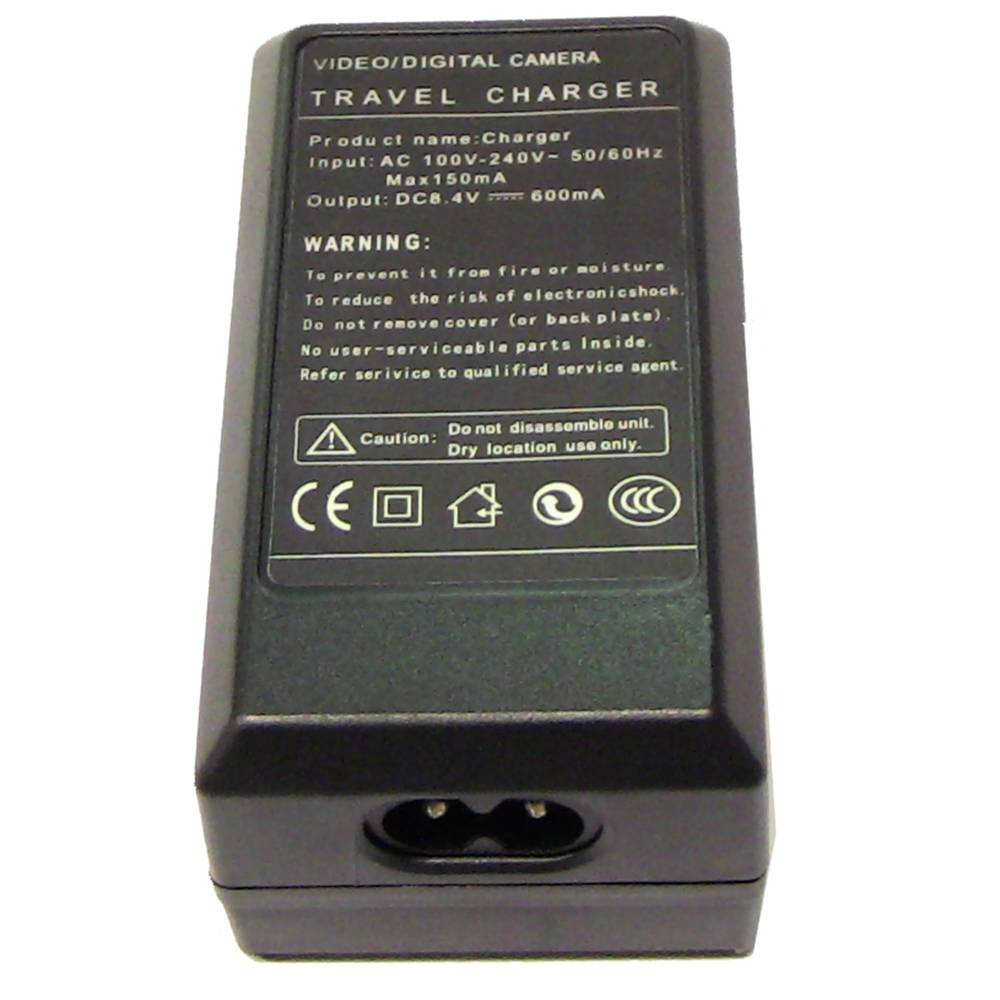 VIDEO/DIGITAL CAMERA
TRAVEL CHARGER
Product name:Charger
Input: AC 100V-240V~ 50/60Hz
Max150mA
Output: DC8.4V ⎓ 600mA
WARNING:
To prevent it from fire or moisture.
To reduce the risk of electronicshock.
Do not remove cover (or back plate).
No user-serviceable parts Inside.
Refer serivice to qualified service agent.
Caution: Do not disassemble unit.
Dry location use only.
CE
CCC